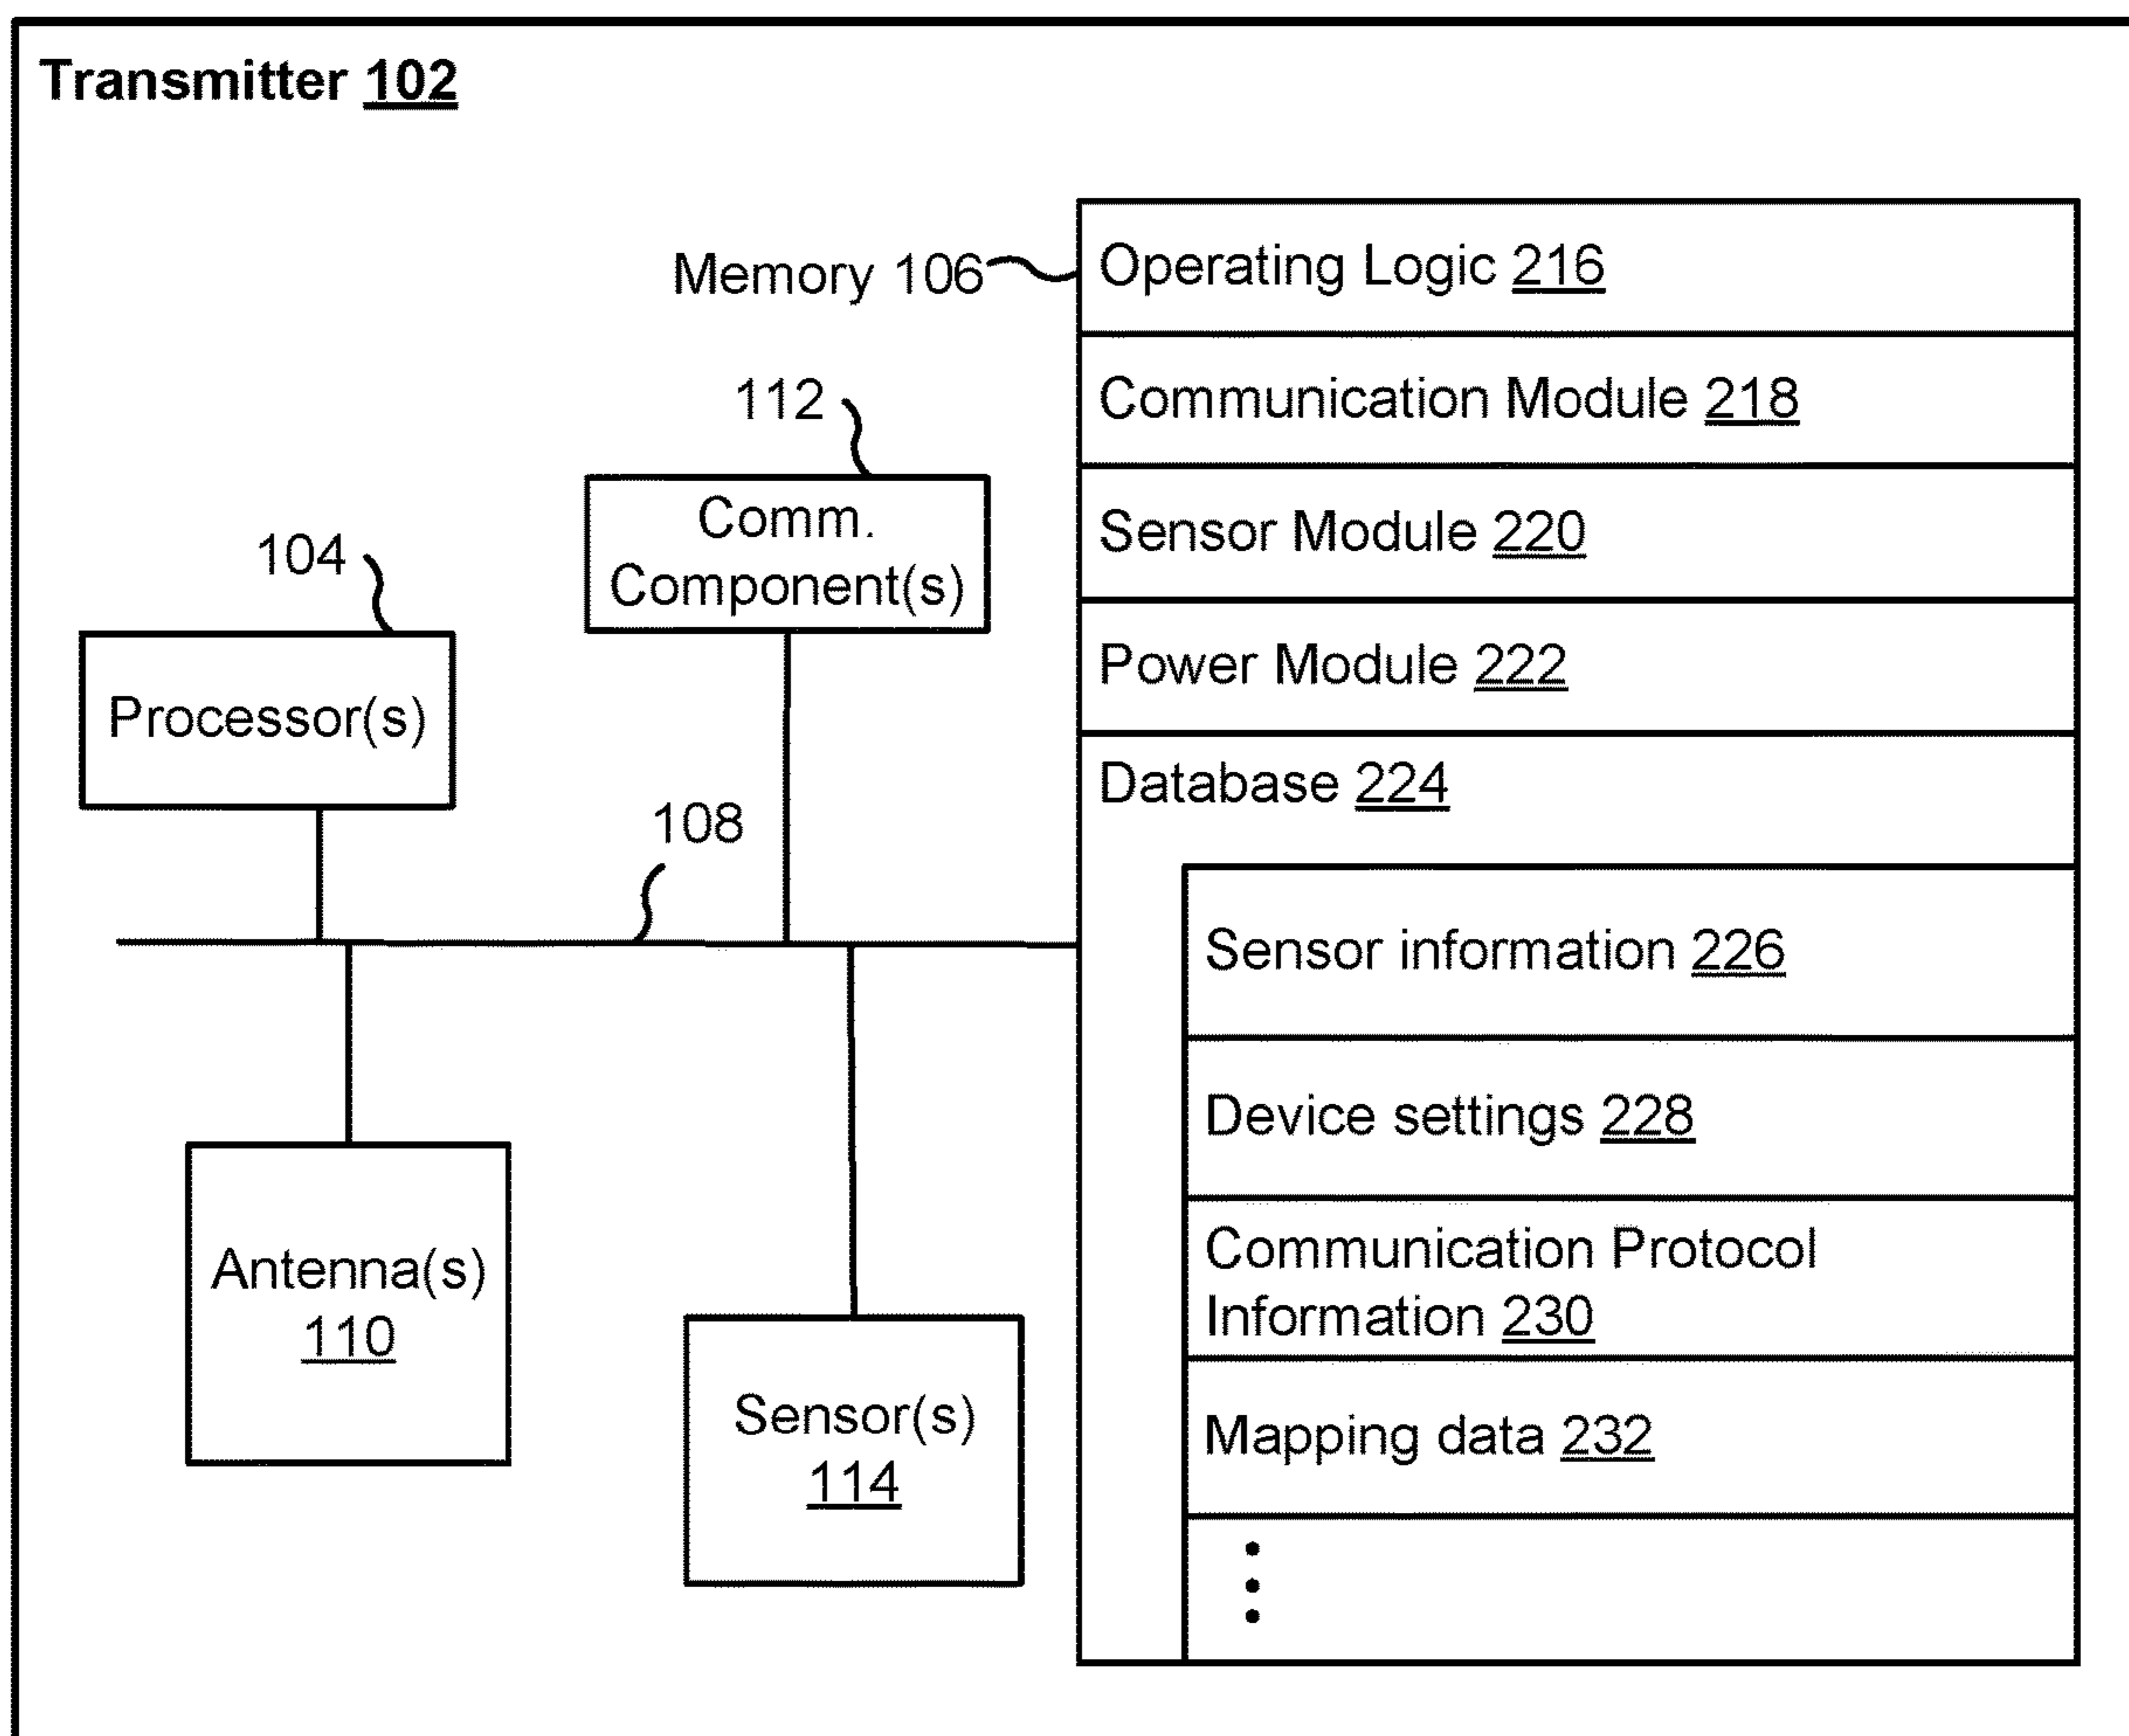 Transmitter 102
Memory 106
112
Comm.
Component(s)
104
Processor(s)
108
Antenna(s)
110
Sensor(s)
114
Operating Logic 216
Communication Module 218
Sensor Module 220
Power Module 222
Database 224
Sensor information 226
Device settings 228
Communication Protocol
Information 230
Mapping data 232